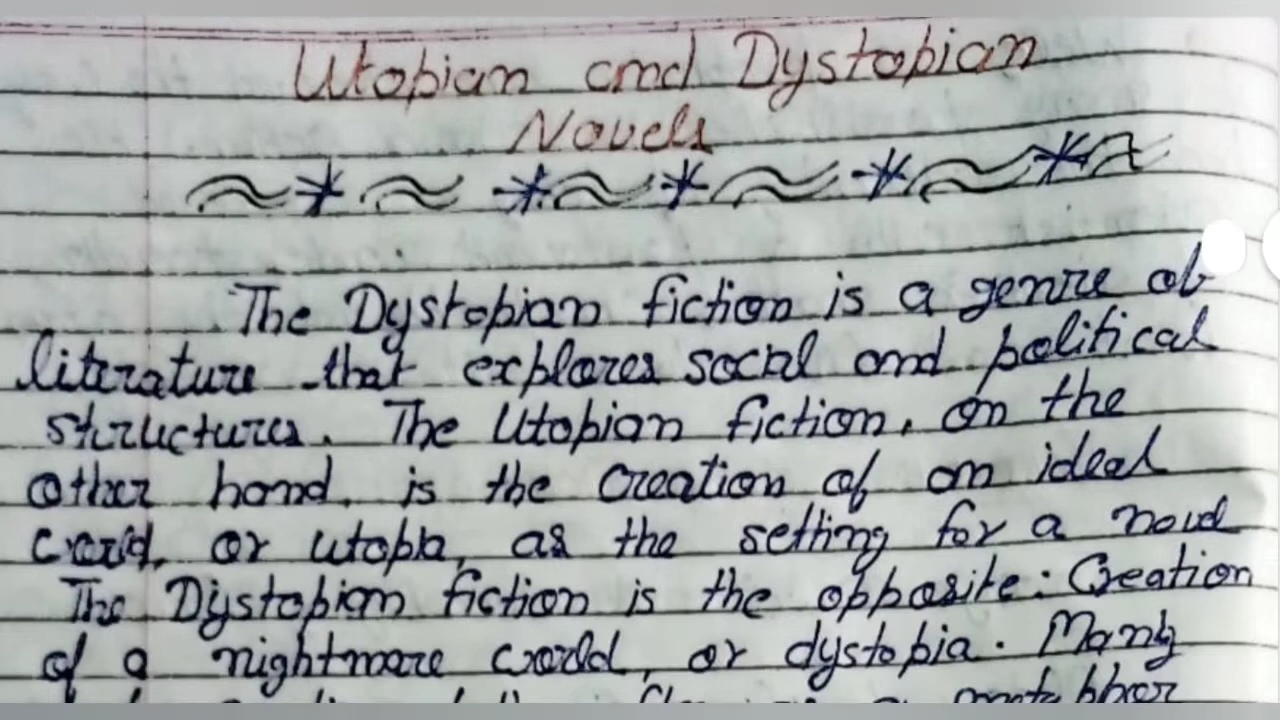 Utopian and Dystopian
Novels
The Dystopian fiction is a genre of
literature that explores social and political
structures. The Utopian fiction, on the
other hand, is the creation of an ideal
world, or utopia, as the setting for a novel
The Dystopian fiction is the opposite: Creation
of a nightmare world, or dystopia. Many